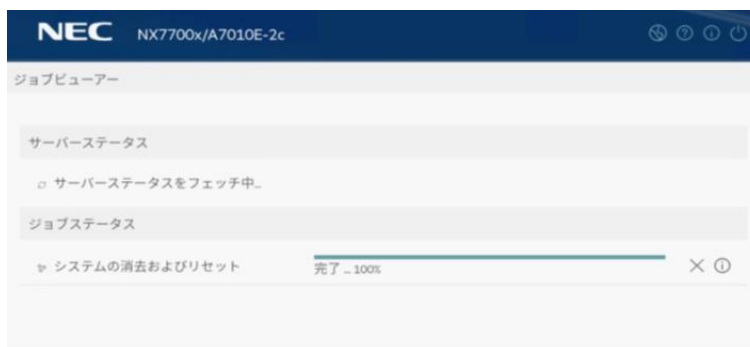 NEC NX7700x/A7010E-2c
ジョブビューアー
サーバーステータス
サーバーステータスをフェッチ中...
ジョブステータス
システムの消去およびリセット 完了 ... 100%